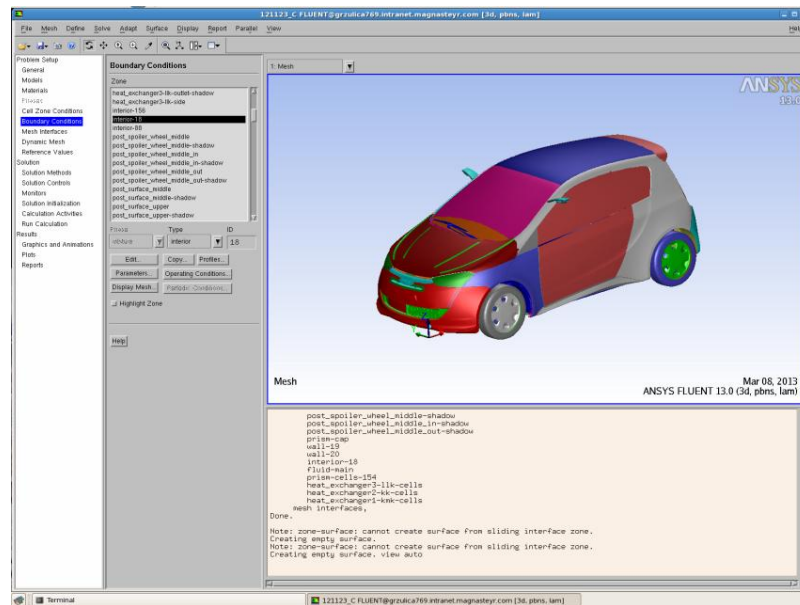 121123_C FLUENT@grzulica769.intranet.magnasteyr.com [3d, pbns, lam]
File Mesh Define Solve Adapt Surface Display Report Parallel View Help
Problem Setup
General
Models
Materials
Phases
Cell Zone Conditions
Boundary Conditions
Mesh Interfaces
Dynamic Mesh
Reference Values
Solution
Solution Methods
Solution Controls
Monitors
Solution Initialization
Calculation Activities
Run Calculation
Results
Graphics and Animations
Plots
Reports
Boundary Conditions
Zone
heat_exchanger3-llk-outlet-shadow
heat_exchanger3-llk-side
interior-156
interior-18
interior-88
post_spoiler_wheel_middle
post_spoiler_wheel_middle-shadow
post_spoiler_wheel_middle_in
post_spoiler_wheel_middle_in-shadow
post_spoiler_wheel_middle_out
post_spoiler_wheel_middle_out-shadow
post_surface_middle
post_surface_middle-shadow
post_surface_upper
post_surface_upper-shadow
Phase Type ID
mixture interior 18
Edit... Copy... Profiles...
Parameters... Operating Conditions...
Display Mesh... Periodic Conditions...
Highlight Zone
Help
1: Mesh
ANSYS
13.0
Z
Mesh
Mar 08, 2013
ANSYS FLUENT 13.0 (3d, pbns, lam)
post_spoiler_wheel_middle-shadow
post_spoiler_wheel_middle_in-shadow
post_spoiler_wheel_middle_out-shadow
prism-cap
wall-19
wall-20
interior-18
fluid-main
prism-cells-154
heat_exchanger3-llk-cells
heat_exchanger2-kk-cells
heat_exchanger1-kmk-cells
mesh interfaces,
Done.
Note: zone-surface: cannot create surface from sliding interface zone.
Creating empty surface.
Note: zone-surface: cannot create surface from sliding interface zone.
Creating empty surface. view auto
Terminal
121123_C FLUENT@grzulica769.intranet.magnasteyr.com [3d, pbns, lam]